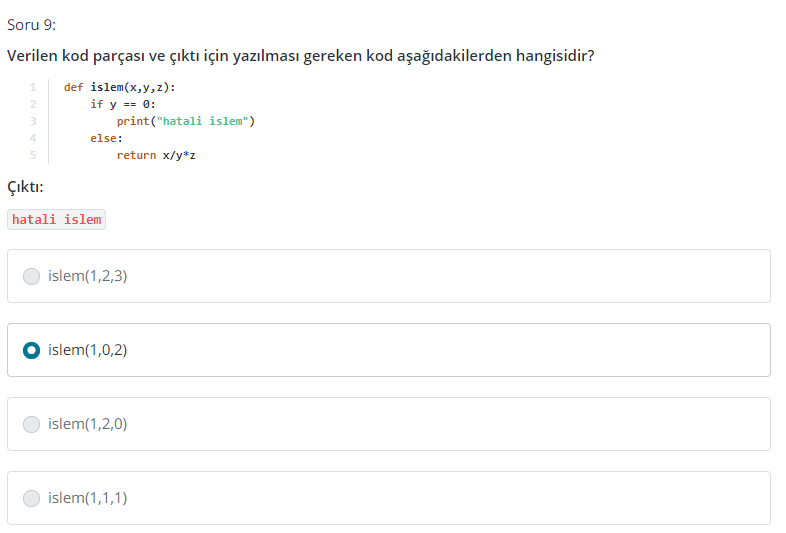 Soru 9:
Verilen kod parçası ve çıktı için yazılması gereken kod aşağıdakilerden hangisidir?
1 def islem(x,y,z):
2     if y == 0:
3         print("hatali islem")
4     else:
5         return x/y*z
Çıktı:
hatali islem
islem(1,2,3)
islem(1,0,2)
islem(1,2,0)
islem(1,1,1)